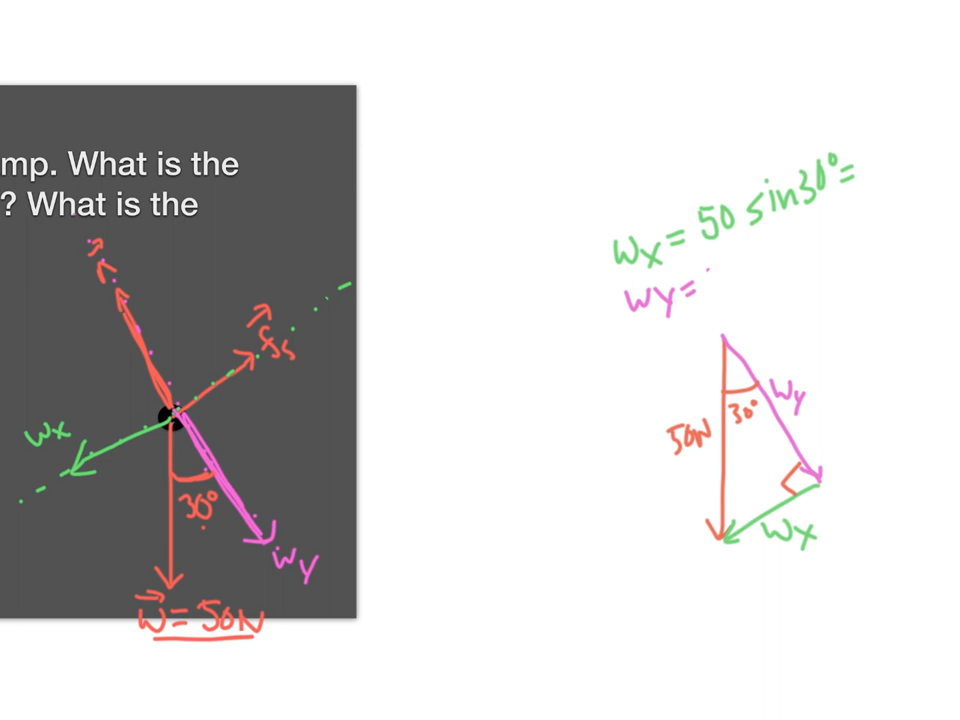 mp. What is the
? What is the
fs
wx
30°
wy
w = 50N
wx = 50 sin30° =
wy =
50N
30°
wy
wx